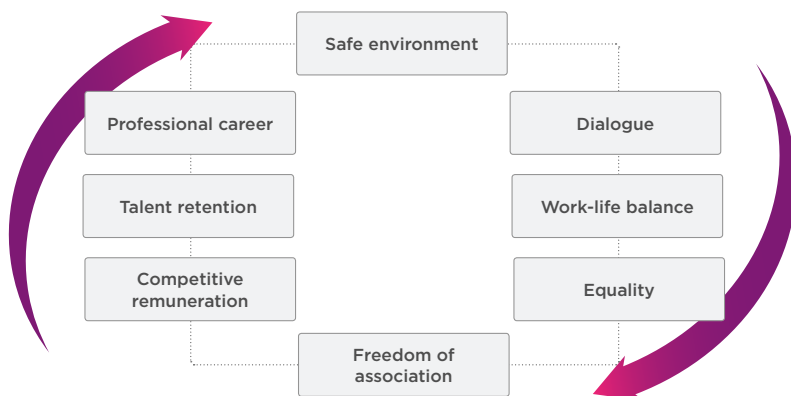 Safe environment
Professional career
Dialogue
Talent retention
Work-life balance
Competitive
remuneration
Equality
Freedom of
association